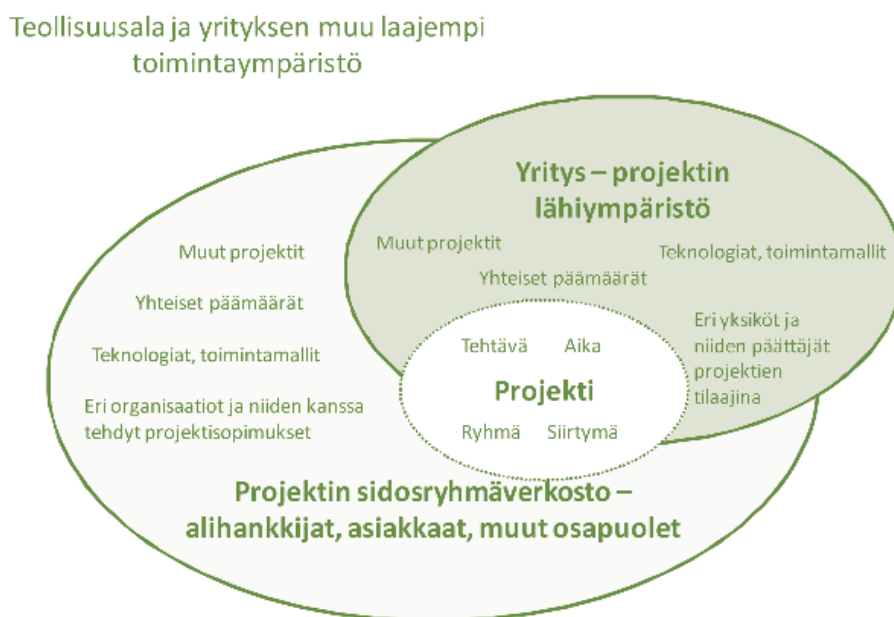 Teollisuusala ja yrityksen muu laajempi
toimintaympäristö
Yritys – projektin
lähiympäristö
Muut projektit
Teknologiat, toimintamallit
Yhteiset päämäärät
Eri yksiköt ja
niiden päättäjät
projektien
tilaajina
Muut projektit
Yhteiset päämäärät
Teknologiat, toimintamallit
Eri organisaatiot ja niiden kanssa
tehdyt projektisopimukset
Tehtävä Aika
Projekti
Ryhmä Siirtymä
Projektin sidosryhmäverkosto –
alihankkijat, asiakkaat, muut osapuolet